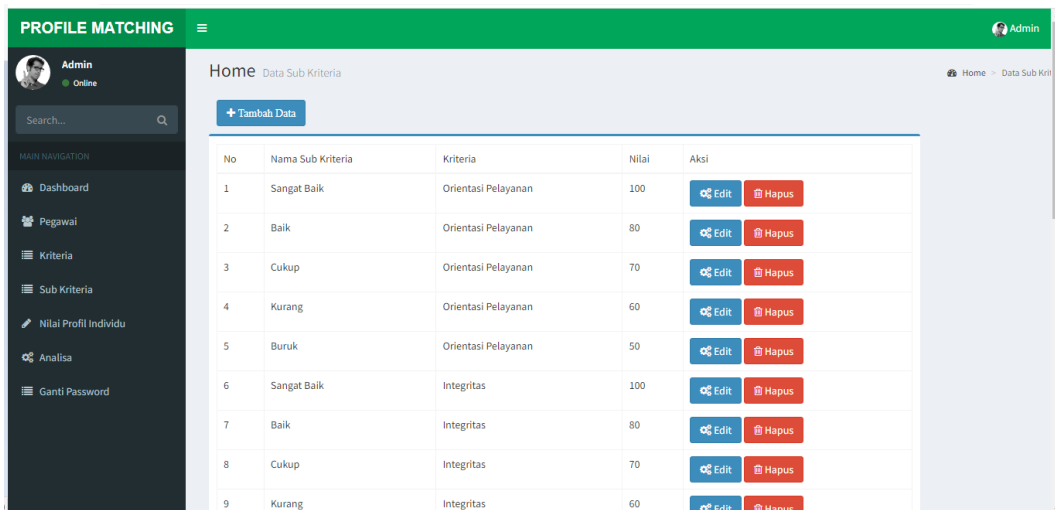 PROFILE MATCHING
Admin
Admin
Online
Home Data Sub Kriteria
Home > Data Sub Krit
Search...
MAIN NAVIGATION
Dashboard
Pegawai
Kriteria
Sub Kriteria
Nilai Profil Individu
Analisa
Ganti Password
Tambah Data
No Nama Sub Kriteria Kriteria Nilai Aksi
1 Sangat Baik Orientasi Pelayanan 100 Edit Hapus
2 Baik Orientasi Pelayanan 80 Edit Hapus
3 Cukup Orientasi Pelayanan 70 Edit Hapus
4 Kurang Orientasi Pelayanan 60 Edit Hapus
5 Buruk Orientasi Pelayanan 50 Edit Hapus
6 Sangat Baik Integritas 100 Edit Hapus
7 Baik Integritas 80 Edit Hapus
8 Cukup Integritas 70 Edit Hapus
9 Kurang Integritas 60 Edit Hapus